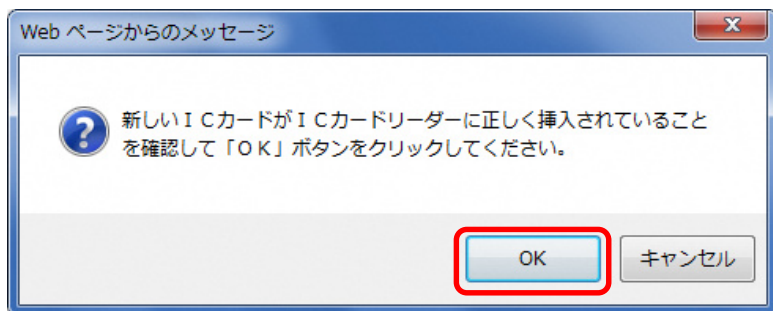 Web ページからのメッセージ
新しいＩＣカードがＩＣカードリーダーに正しく挿入されていること
を確認して「ＯＫ」ボタンをクリックしてください。
OK
キャンセル